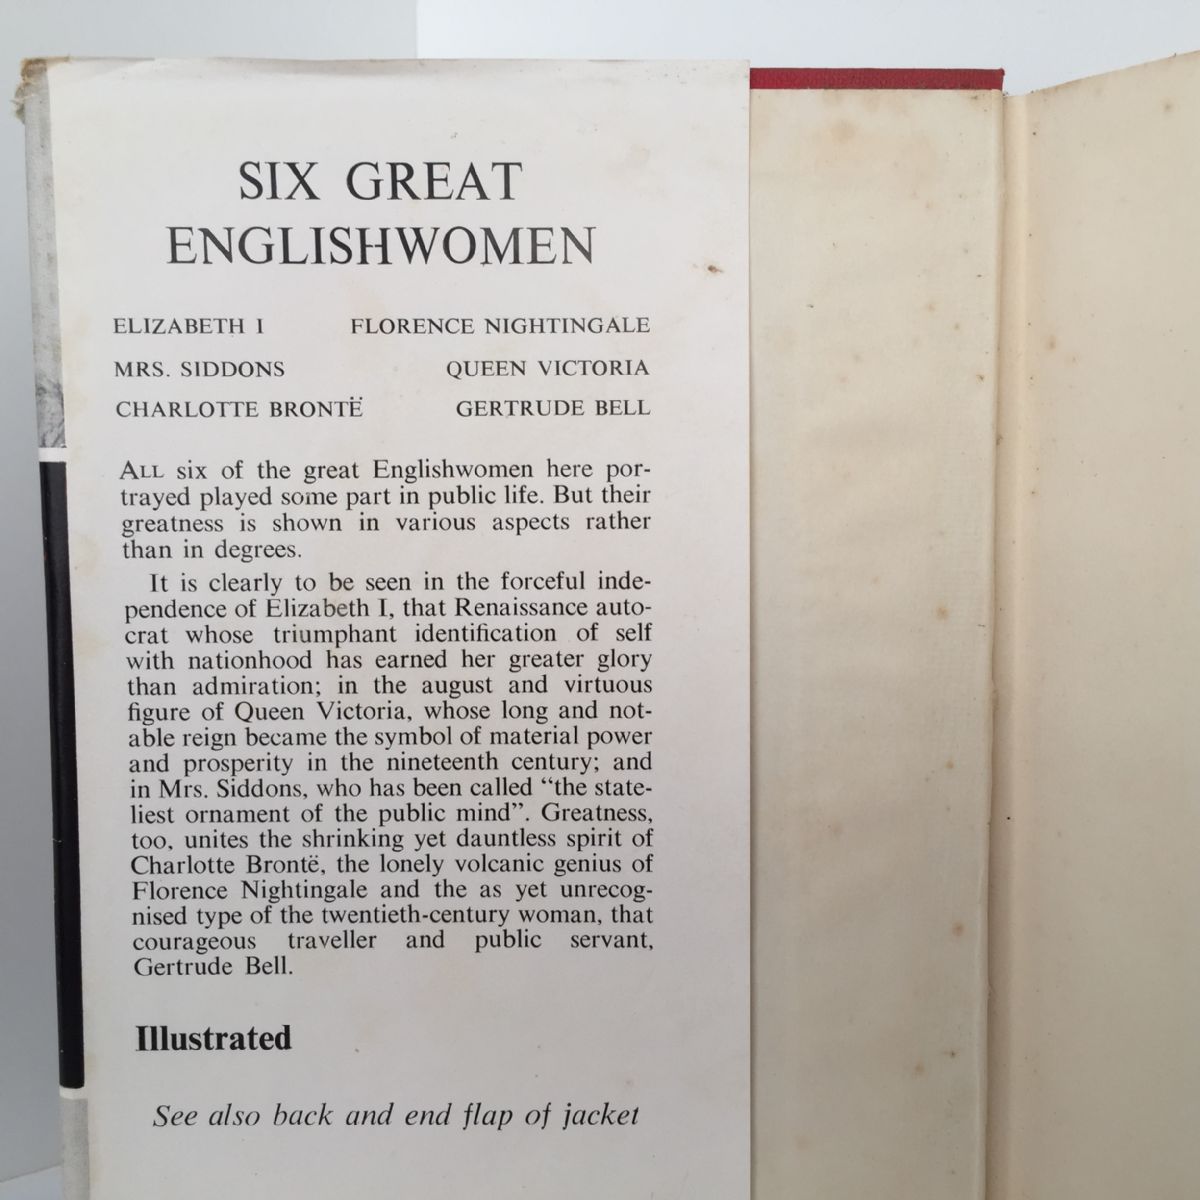 SIX GREAT
ENGLISHWOMEN
ELIZABETH I FLORENCE NIGHTINGALE
MRS. SIDDONS QUEEN VICTORIA
CHARLOTTE BRONTË GERTRUDE BELL
ALL six of the great Englishwomen here por-
trayed played some part in public life. But their
greatness is shown in various aspects rather
than in degrees.
It is clearly to be seen in the forceful inde-
pendence of Elizabeth I, that Renaissance auto-
crat whose triumphant identification of self
with nationhood has earned her greater glory
than admiration; in the august and virtuous
figure of Queen Victoria, whose long and not-
able reign became the symbol of material power
and prosperity in the nineteenth century; and
in Mrs. Siddons, who has been called “the state-
liest ornament of the public mind”. Greatness,
too, unites the shrinking yet dauntless spirit of
Charlotte Brontë, the lonely volcanic genius of
Florence Nightingale and the as yet unrecog-
nised type of the twentieth-century woman, that
courageous traveller and public servant,
Gertrude Bell.
Illustrated
See also back and end flap of jacket